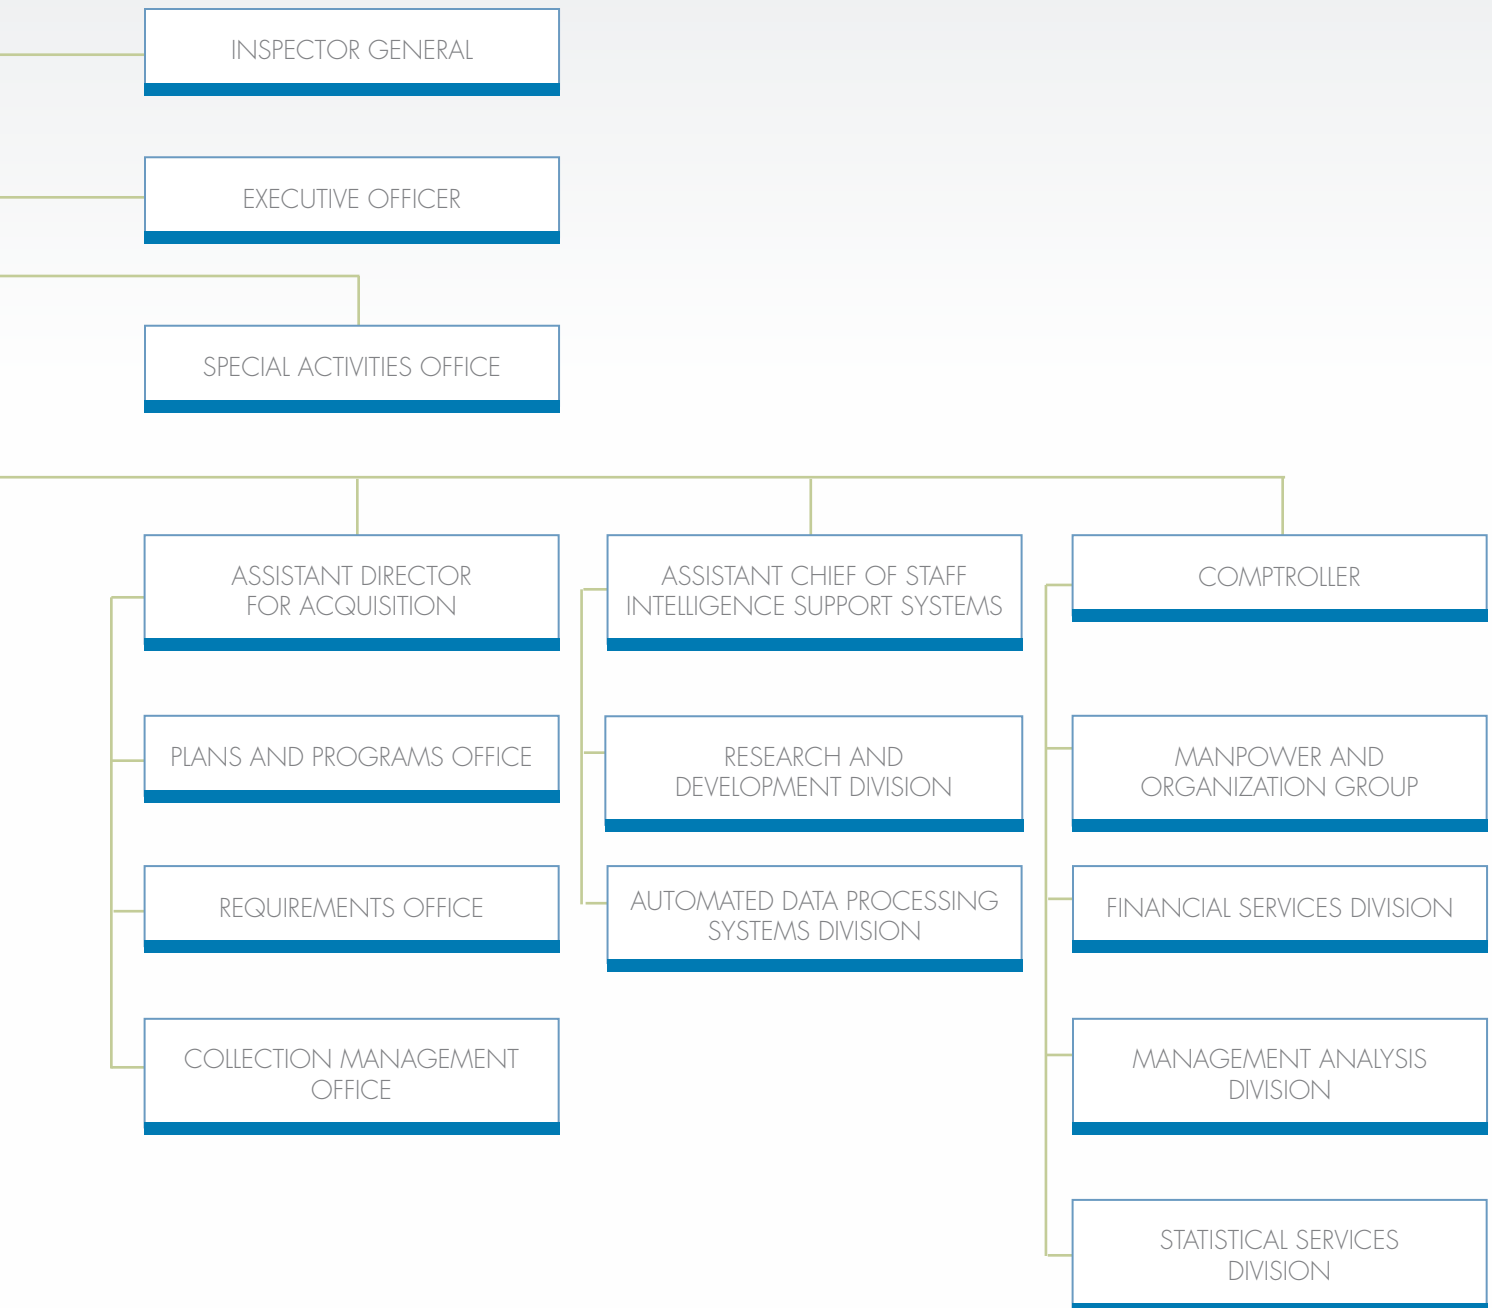 INSPECTOR GENERAL
EXECUTIVE OFFICER
SPECIAL ACTIVITIES OFFICE
ASSISTANT DIRECTOR
FOR ACQUISITION
PLANS AND PROGRAMS OFFICE
REQUIREMENTS OFFICE
COLLECTION MANAGEMENT
OFFICE
ASSISTANT CHIEF OF STAFF
INTELLIGENCE SUPPORT SYSTEMS
RESEARCH AND
DEVELOPMENT DIVISION
AUTOMATED DATA PROCESSING
SYSTEMS DIVISION
COMPTROLLER
MANPOWER AND
ORGANIZATION GROUP
FINANCIAL SERVICES DIVISION
MANAGEMENT ANALYSIS
DIVISION
STATISTICAL SERVICES
DIVISION